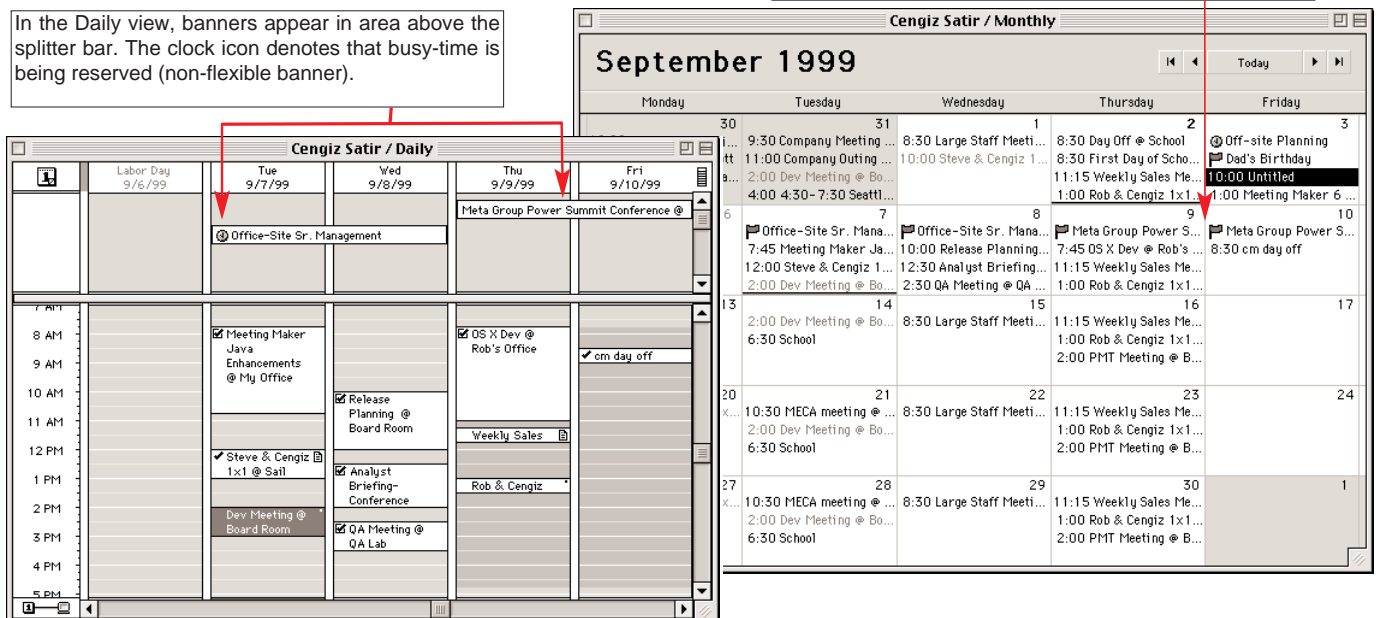 In the Daily view, banners appear in area above the
splitter bar. The clock icon denotes that busy-time is
being reserved (non-flexible banner).
Cengiz Satir / Monthly
September 1999
Today
Monday Tuesday Wednesday Thursday Friday
30 31 1 2 3
9:30 Company Meeting ...
11:00 Company Outing ...
2:00 Dev Meeting @ Bo...
4:00 4:30-7:30 Seattl...
8:30 Large Staff Meeti...
10:00 Steve & Cengiz 1...
8:30 Day Off @ School
8:30 First Day of Scho...
11:15 Weekly Sales Me...
1:00 Rob & Cengiz 1x1...
Off-site Planning
Dad's Birthday
10:00 Untitled
1:00 Meeting Maker 6 ...
6 7 8 9 10
Office-Site Sr. Mana...
7:45 Meeting Maker Ja...
12:00 Steve & Cengiz 1...
2:00 Dev Meeting @ Bo...
Office-Site Sr. Mana...
10:00 Release Planning...
12:30 Analyst Briefing...
2:30 QA Meeting @ QA ...
Meta Group Power S...
7:45 OS X Dev @ Rob's ...
11:15 Weekly Sales Me...
1:00 Rob & Cengiz 1x1...
Meta Group Power S...
8:30 cm day off
13 14 15 16 17
2:00 Dev Meeting @ Bo...
6:30 School
8:30 Large Staff Meeti...
11:15 Weekly Sales Me...
1:00 Rob & Cengiz 1x1...
2:00 PMT Meeting @ B...
20 21 22 23 24
10:30 MECA meeting @ ...
2:00 Dev Meeting @ Bo...
6:30 School
8:30 Large Staff Meeti...
11:15 Weekly Sales Me...
1:00 Rob & Cengiz 1x1...
2:00 PMT Meeting @ B...
27 28 29 30 1
10:30 MECA meeting @ ...
2:00 Dev Meeting @ Bo...
6:30 School
8:30 Large Staff Meeti...
11:15 Weekly Sales Me...
1:00 Rob & Cengiz 1x1...
2:00 PMT Meeting @ B...
Cengiz Satir / Daily
Labor Day Tue Wed Thu Fri
9/6/99 9/7/99 9/8/99 9/9/99 9/10/99
Meta Group Power Summit Conference @
Office-Site Sr. Management
7 AM
8 AM
9 AM
10 AM
11 AM
12 PM
1 PM
2 PM
3 PM
4 PM
5 PM
Meeting Maker
Java
Enhancements
@ My Office
Steve & Cengiz
1x1 @ Sail
Dev Meeting @
Board Room
Release
Planning @
Board Room
Analyst
Briefing-
Conference
QA Meeting @
QA Lab
OS X Dev @
Rob's Office
Weekly Sales
Rob & Cengiz
cm day off